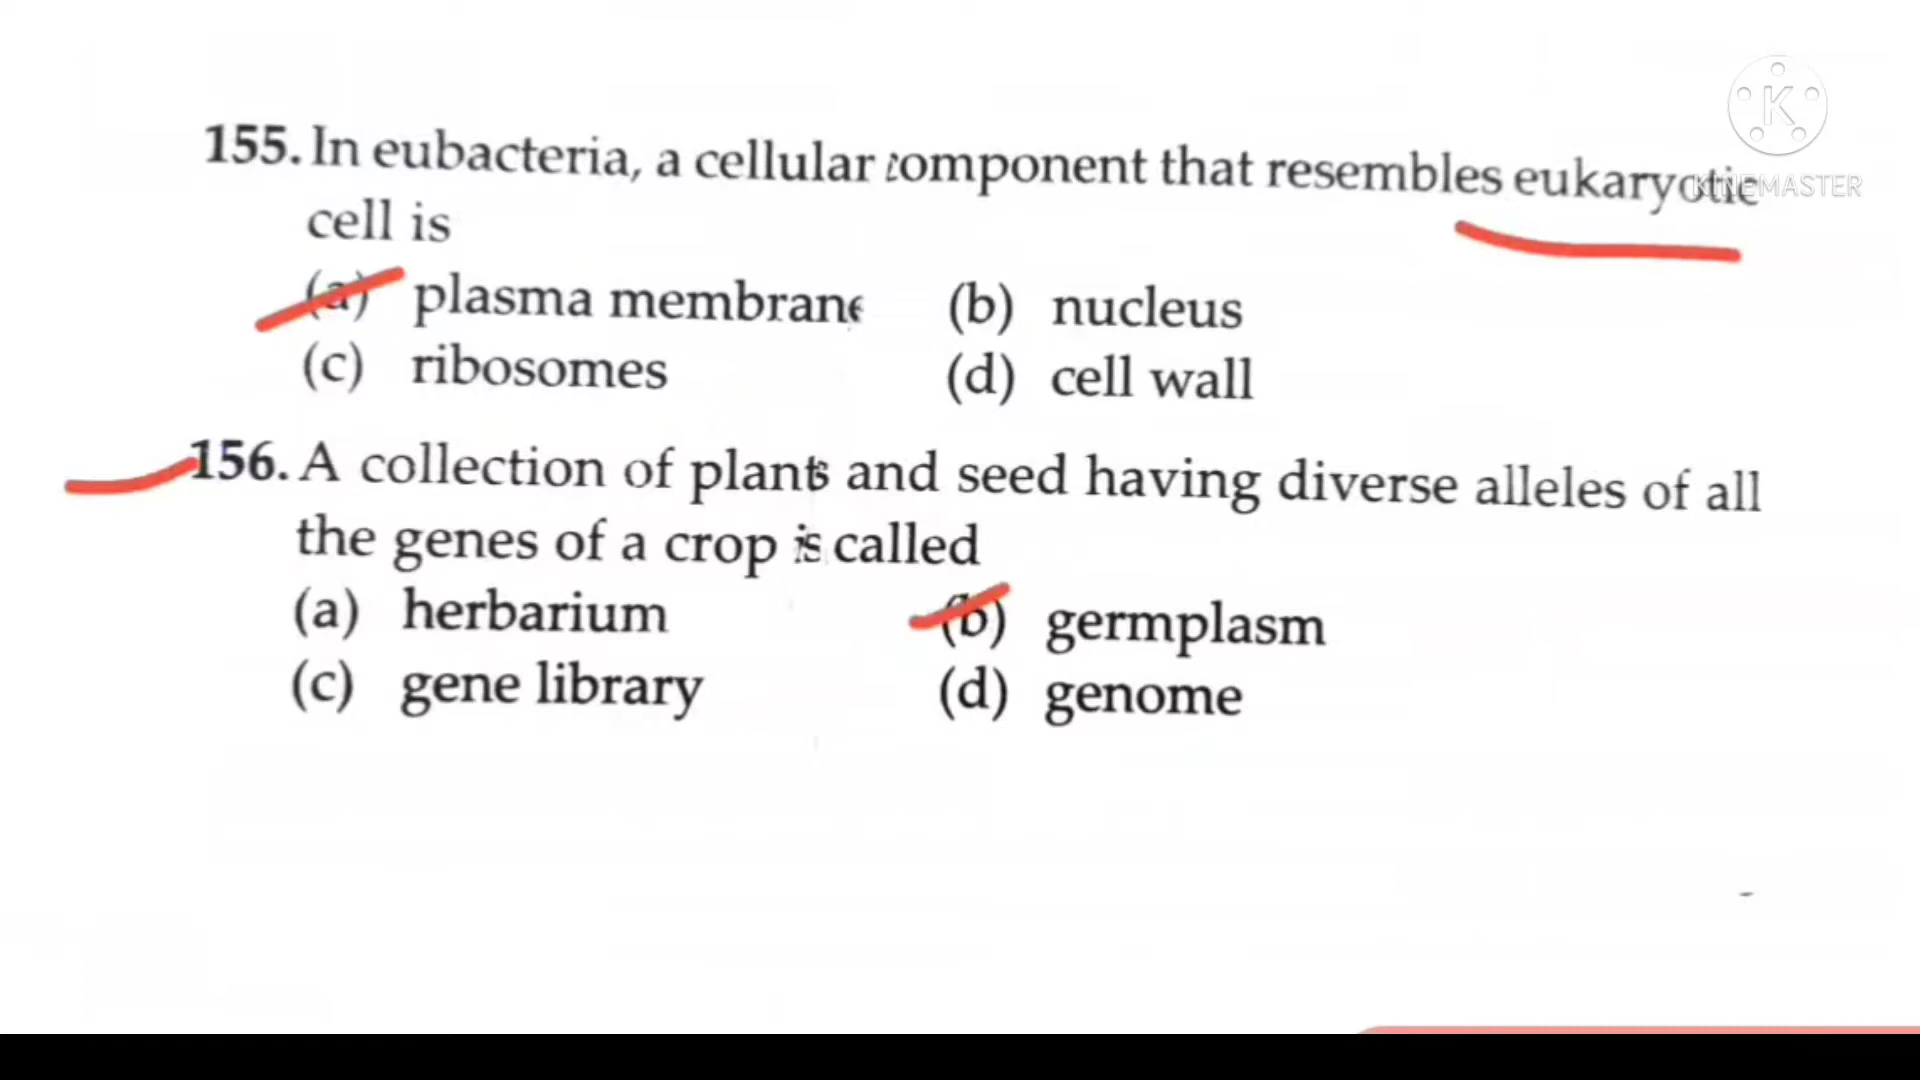 K
KINEMASTER
155. In eubacteria, a cellular component that resembles eukaryotic
cell is
(a) plasma membrane (b) nucleus
(c) ribosomes (d) cell wall
156. A collection of plants and seed having diverse alleles of all
the genes of a crop is called
(a) herbarium (b) germplasm
(c) gene library (d) genome